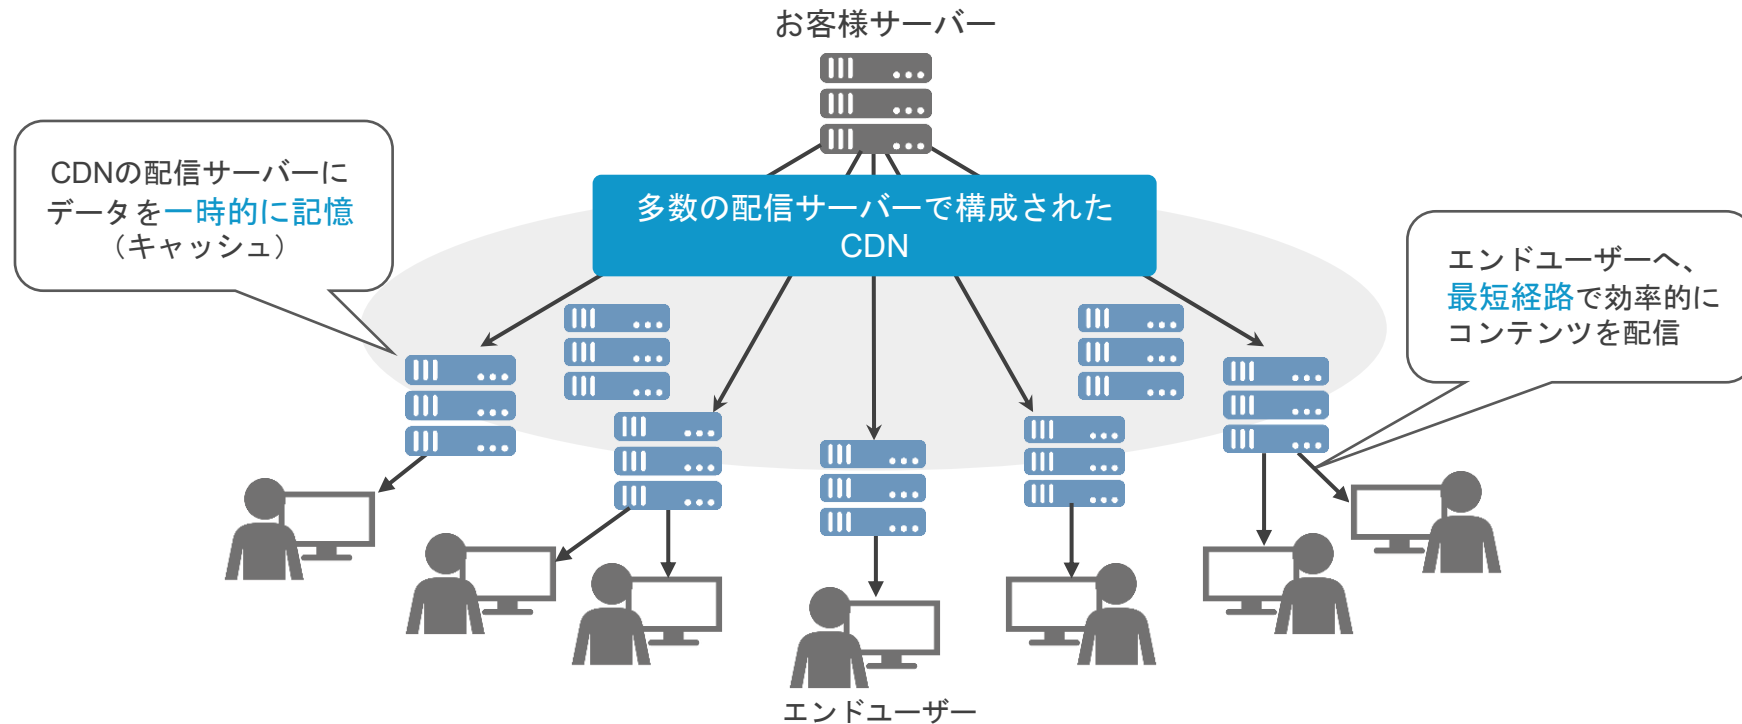 お客様サーバー
CDNの配信サーバーに
データを一時的に記憶
（キャッシュ）
多数の配信サーバーで構成された
CDN
エンドユーザーへ、
最短経路で効率的に
コンテンツを配信
エンドユーザー